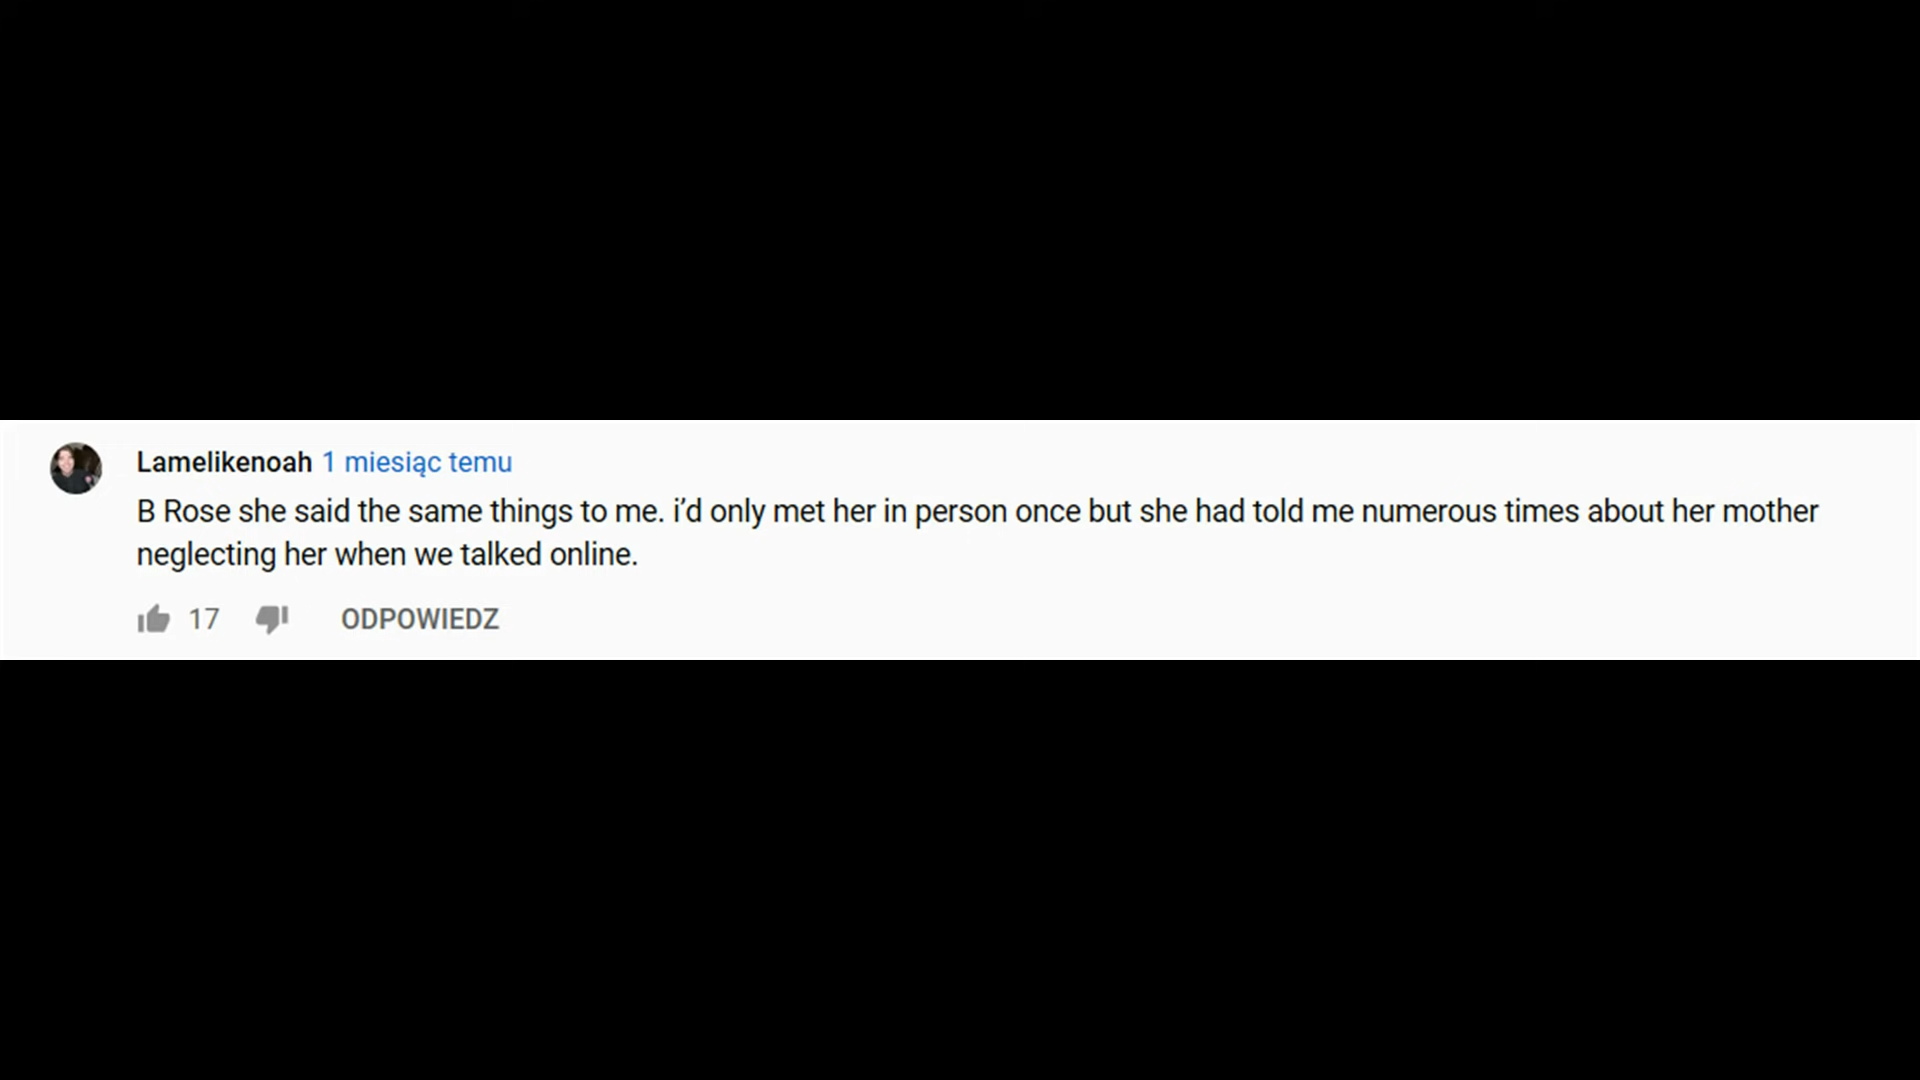 Lamelikenoah 1 miesiąc temu
B Rose she said the same things to me. i’d only met her in person once but she had told me numerous times about her mother
neglecting her when we talked online.
17 ODPOWIEDZ